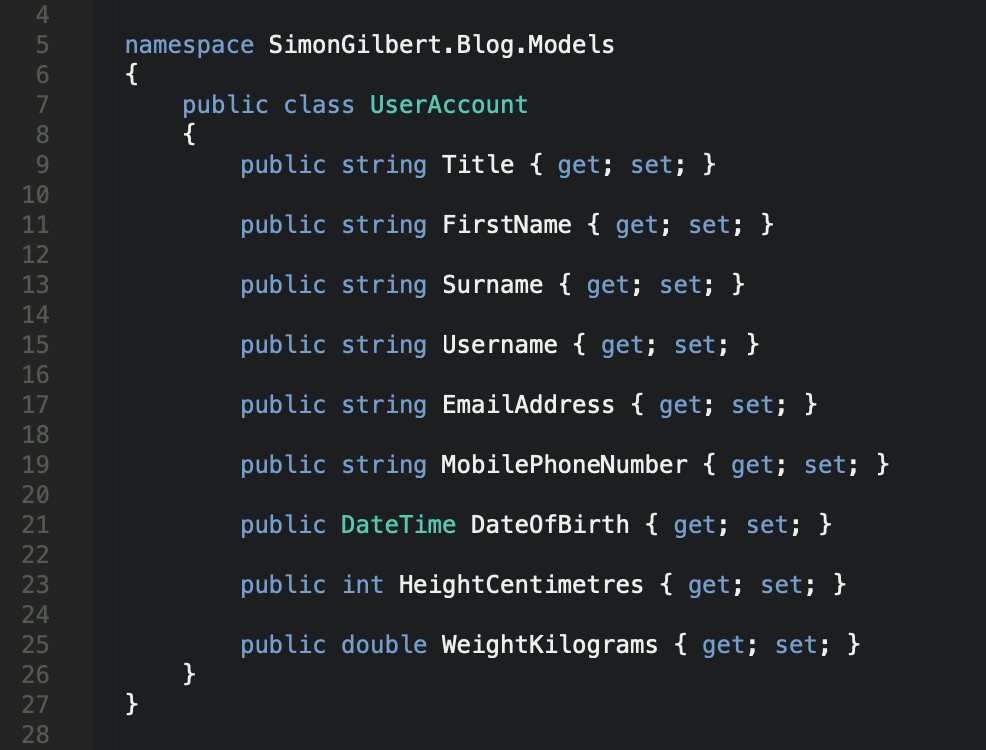 4
5 namespace SimonGilbert.Blog.Models
6 {
7 public class UserAccount
8 {
9 public string Title { get; set; }
10
11 public string FirstName { get; set; }
12
13 public string Surname { get; set; }
14
15 public string Username { get; set; }
16
17 public string EmailAddress { get; set; }
18
19 public string MobilePhoneNumber { get; set; }
20
21 public DateTime DateOfBirth { get; set; }
22
23 public int HeightCentimetres { get; set; }
24
25 public double WeightKilograms { get; set; }
26 }
27 }
28